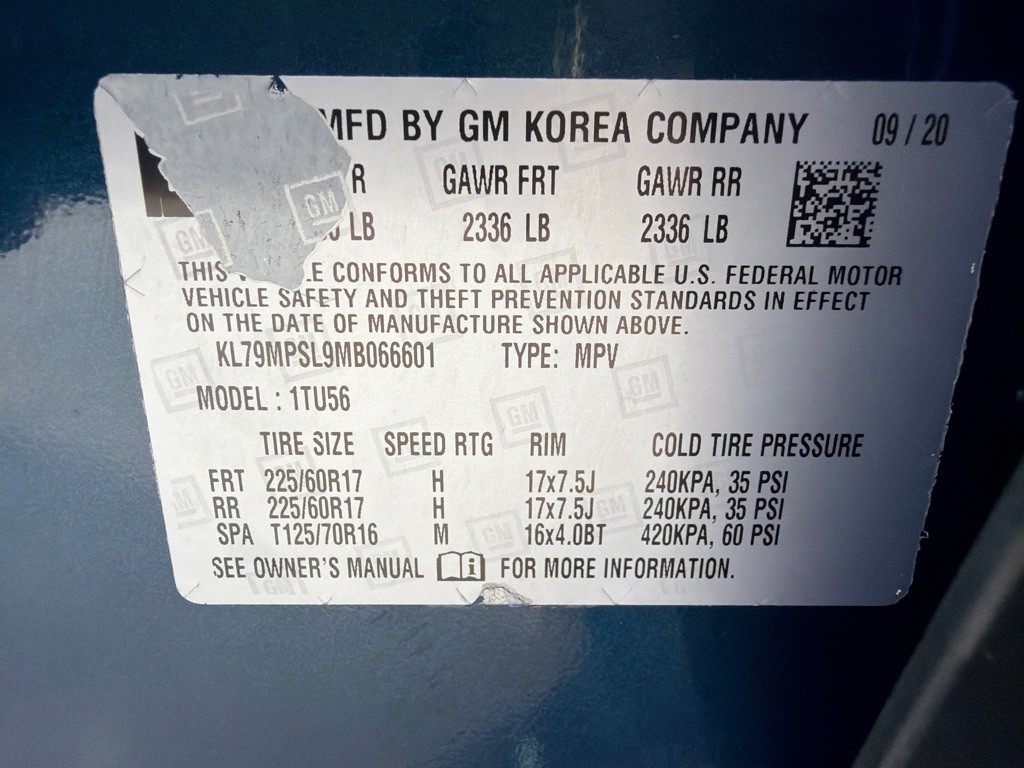 MFD BY GM KOREA COMPANY 09 / 20
R GAWR FRT GAWR RR
LB 2336 LB 2336 LB
THIS CONFORMS TO ALL APPLICABLE U.S. FEDERAL MOTOR
VEHICLE SAFETY AND THEFT PREVENTION STANDARDS IN EFFECT
ON THE DATE OF MANUFACTURE SHOWN ABOVE.
KL79MPSL9MB066601 TYPE: MPV
MODEL : 1TU56
TIRE SIZE SPEED RTG RIM COLD TIRE PRESSURE
FRT 225/60R17 H 17x7.5J 240KPA, 35 PSI
RR 225/60R17 H 17x7.5J 240KPA, 35 PSI
SPA T125/70R16 M 16x4.0BT 420KPA, 60 PSI
SEE OWNER'S MANUAL i FOR MORE INFORMATION.